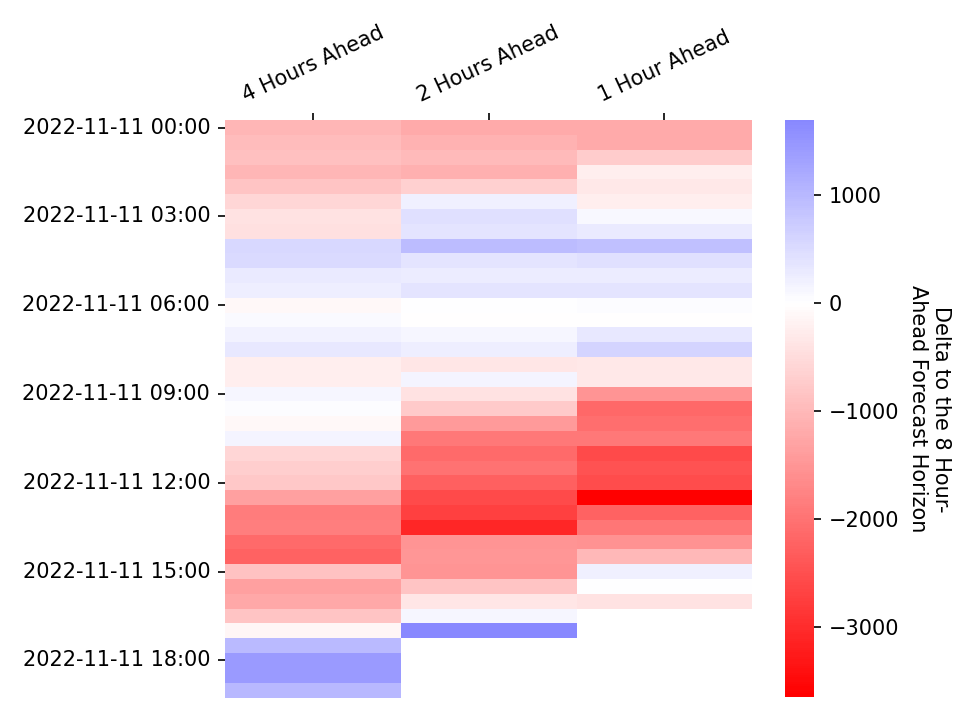 4 Hours Ahead
2 Hours Ahead
1 Hour Ahead
2022-11-11 00:00
2022-11-11 03:00
2022-11-11 06:00
2022-11-11 09:00
2022-11-11 12:00
2022-11-11 15:00
2022-11-11 18:00
1000
0
−1000
−2000
−3000
Delta to the 8 Hour-
Ahead Forecast Horizon